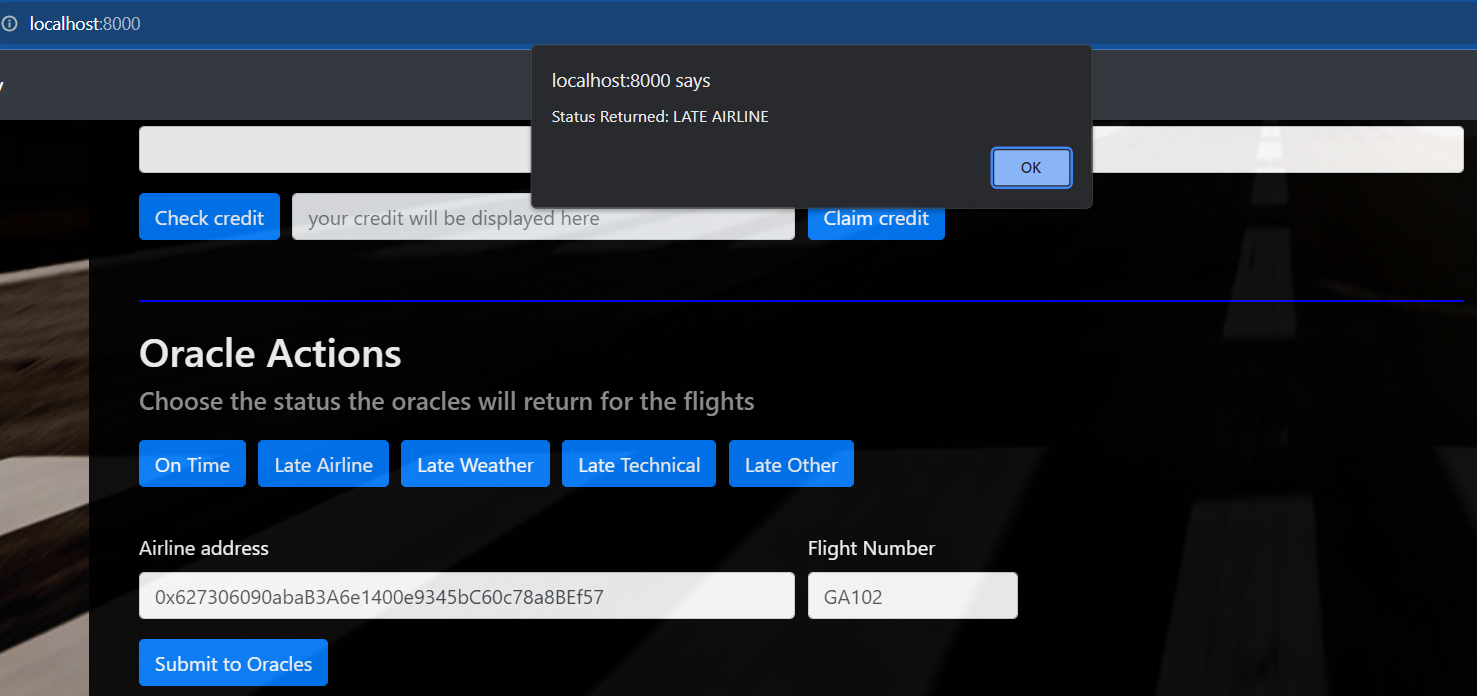 localhost:8000
localhost:8000 says
Status Returned: LATE AIRLINE
OK
Check credit
your credit will be displayed here
Claim credit
Oracle Actions
Choose the status the oracles will return for the flights
On Time
Late Airline
Late Weather
Late Technical
Late Other
Airline address
Flight Number
0x627306090abaB3A6e1400e9345bC60c78a8BEf57
GA102
Submit to Oracles